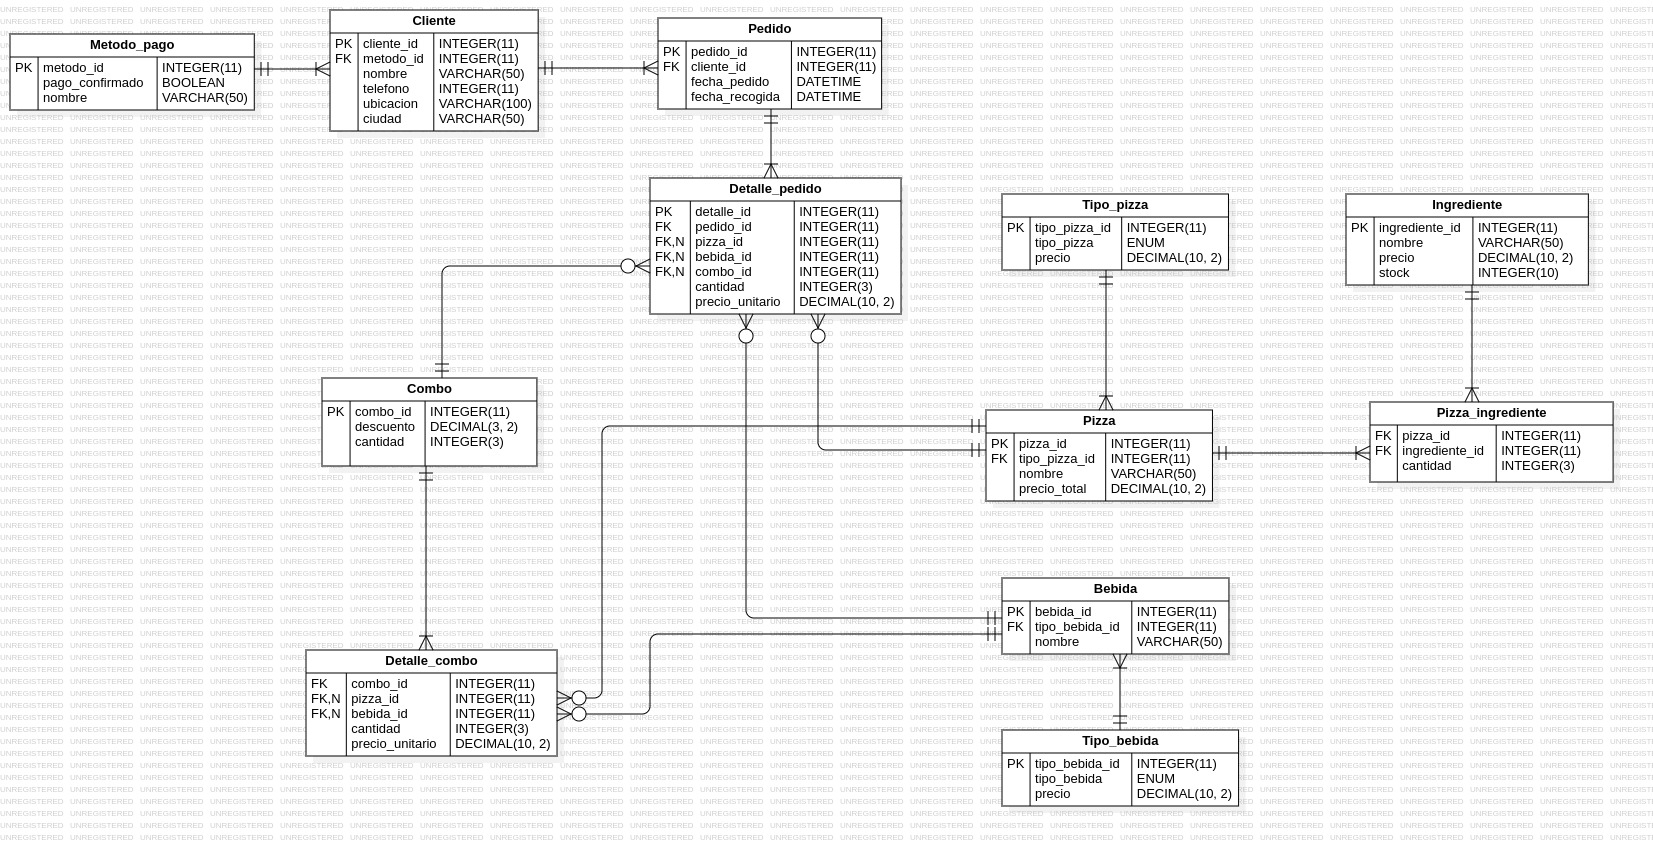 Metodo_pago
PK metodo_id INTEGER(11)
pago_confirmado BOOLEAN
nombre VARCHAR(50)
Cliente
PK cliente_id INTEGER(11)
FK metodo_id INTEGER(11)
nombre VARCHAR(50)
telefono INTEGER(11)
ubicacion VARCHAR(100)
ciudad VARCHAR(50)
Pedido
PK pedido_id INTEGER(11)
FK cliente_id INTEGER(11)
fecha_pedido DATETIME
fecha_recogida DATETIME
Detalle_pedido
PK detalle_id INTEGER(11)
FK pedido_id INTEGER(11)
FK,N pizza_id INTEGER(11)
FK,N bebida_id INTEGER(11)
FK,N combo_id INTEGER(11)
cantidad INTEGER(3)
precio_unitario DECIMAL(10, 2)
Tipo_pizza
PK tipo_pizza_id INTEGER(11)
tipo_pizza ENUM
precio DECIMAL(10, 2)
Ingrediente
PK ingrediente_id INTEGER(11)
nombre VARCHAR(50)
precio DECIMAL(10, 2)
stock INTEGER(10)
Combo
PK combo_id INTEGER(11)
descuento DECIMAL(3, 2)
cantidad INTEGER(3)
Pizza
PK pizza_id INTEGER(11)
FK tipo_pizza_id INTEGER(11)
nombre VARCHAR(50)
precio_total DECIMAL(10, 2)
Pizza_ingrediente
FK pizza_id INTEGER(11)
FK ingrediente_id INTEGER(11)
cantidad INTEGER(3)
Bebida
PK bebida_id INTEGER(11)
FK tipo_bebida_id INTEGER(11)
nombre VARCHAR(50)
Detalle_combo
FK combo_id INTEGER(11)
FK,N pizza_id INTEGER(11)
FK,N bebida_id INTEGER(11)
cantidad INTEGER(3)
precio_unitario DECIMAL(10, 2)
Tipo_bebida
PK tipo_bebida_id INTEGER(11)
tipo_bebida ENUM
precio DECIMAL(10, 2)
UNREGISTERED